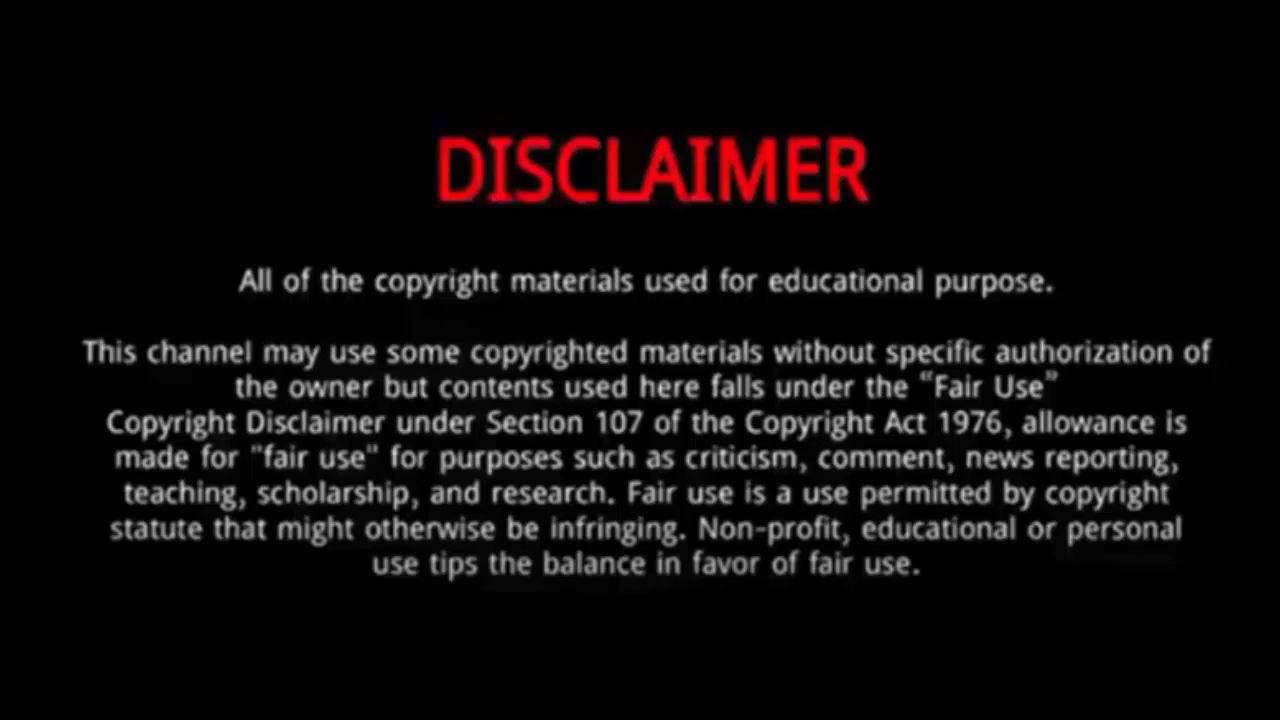 DISCLAIMER
All of the copyright materials used for educational purpose.
This channel may use some copyrighted materials without specific authorization of
the owner but contents used here falls under the “Fair Use”
Copyright Disclaimer under Section 107 of the Copyright Act 1976, allowance is
made for "fair use" for purposes such as criticism, comment, news reporting,
teaching, scholarship, and research. Fair use is a use permitted by copyright
statute that might otherwise be infringing. Non-profit, educational or personal
use tips the balance in favor of fair use.